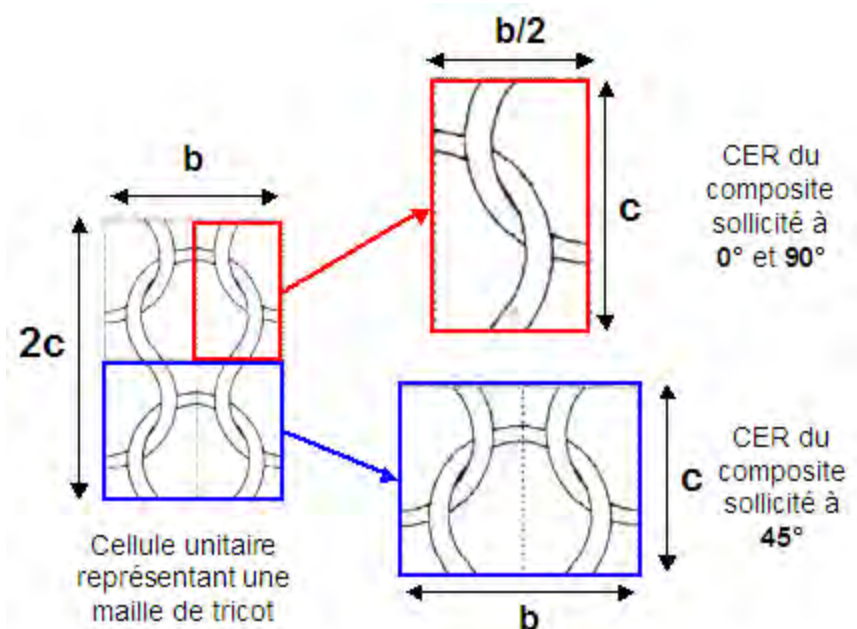 b/2
b
c
CER du
composite
sollicité à
0° et 90°
2c
c
CER du
composite
sollicité à
45°
Cellule unitaire
représentant une
maille de tricot
b